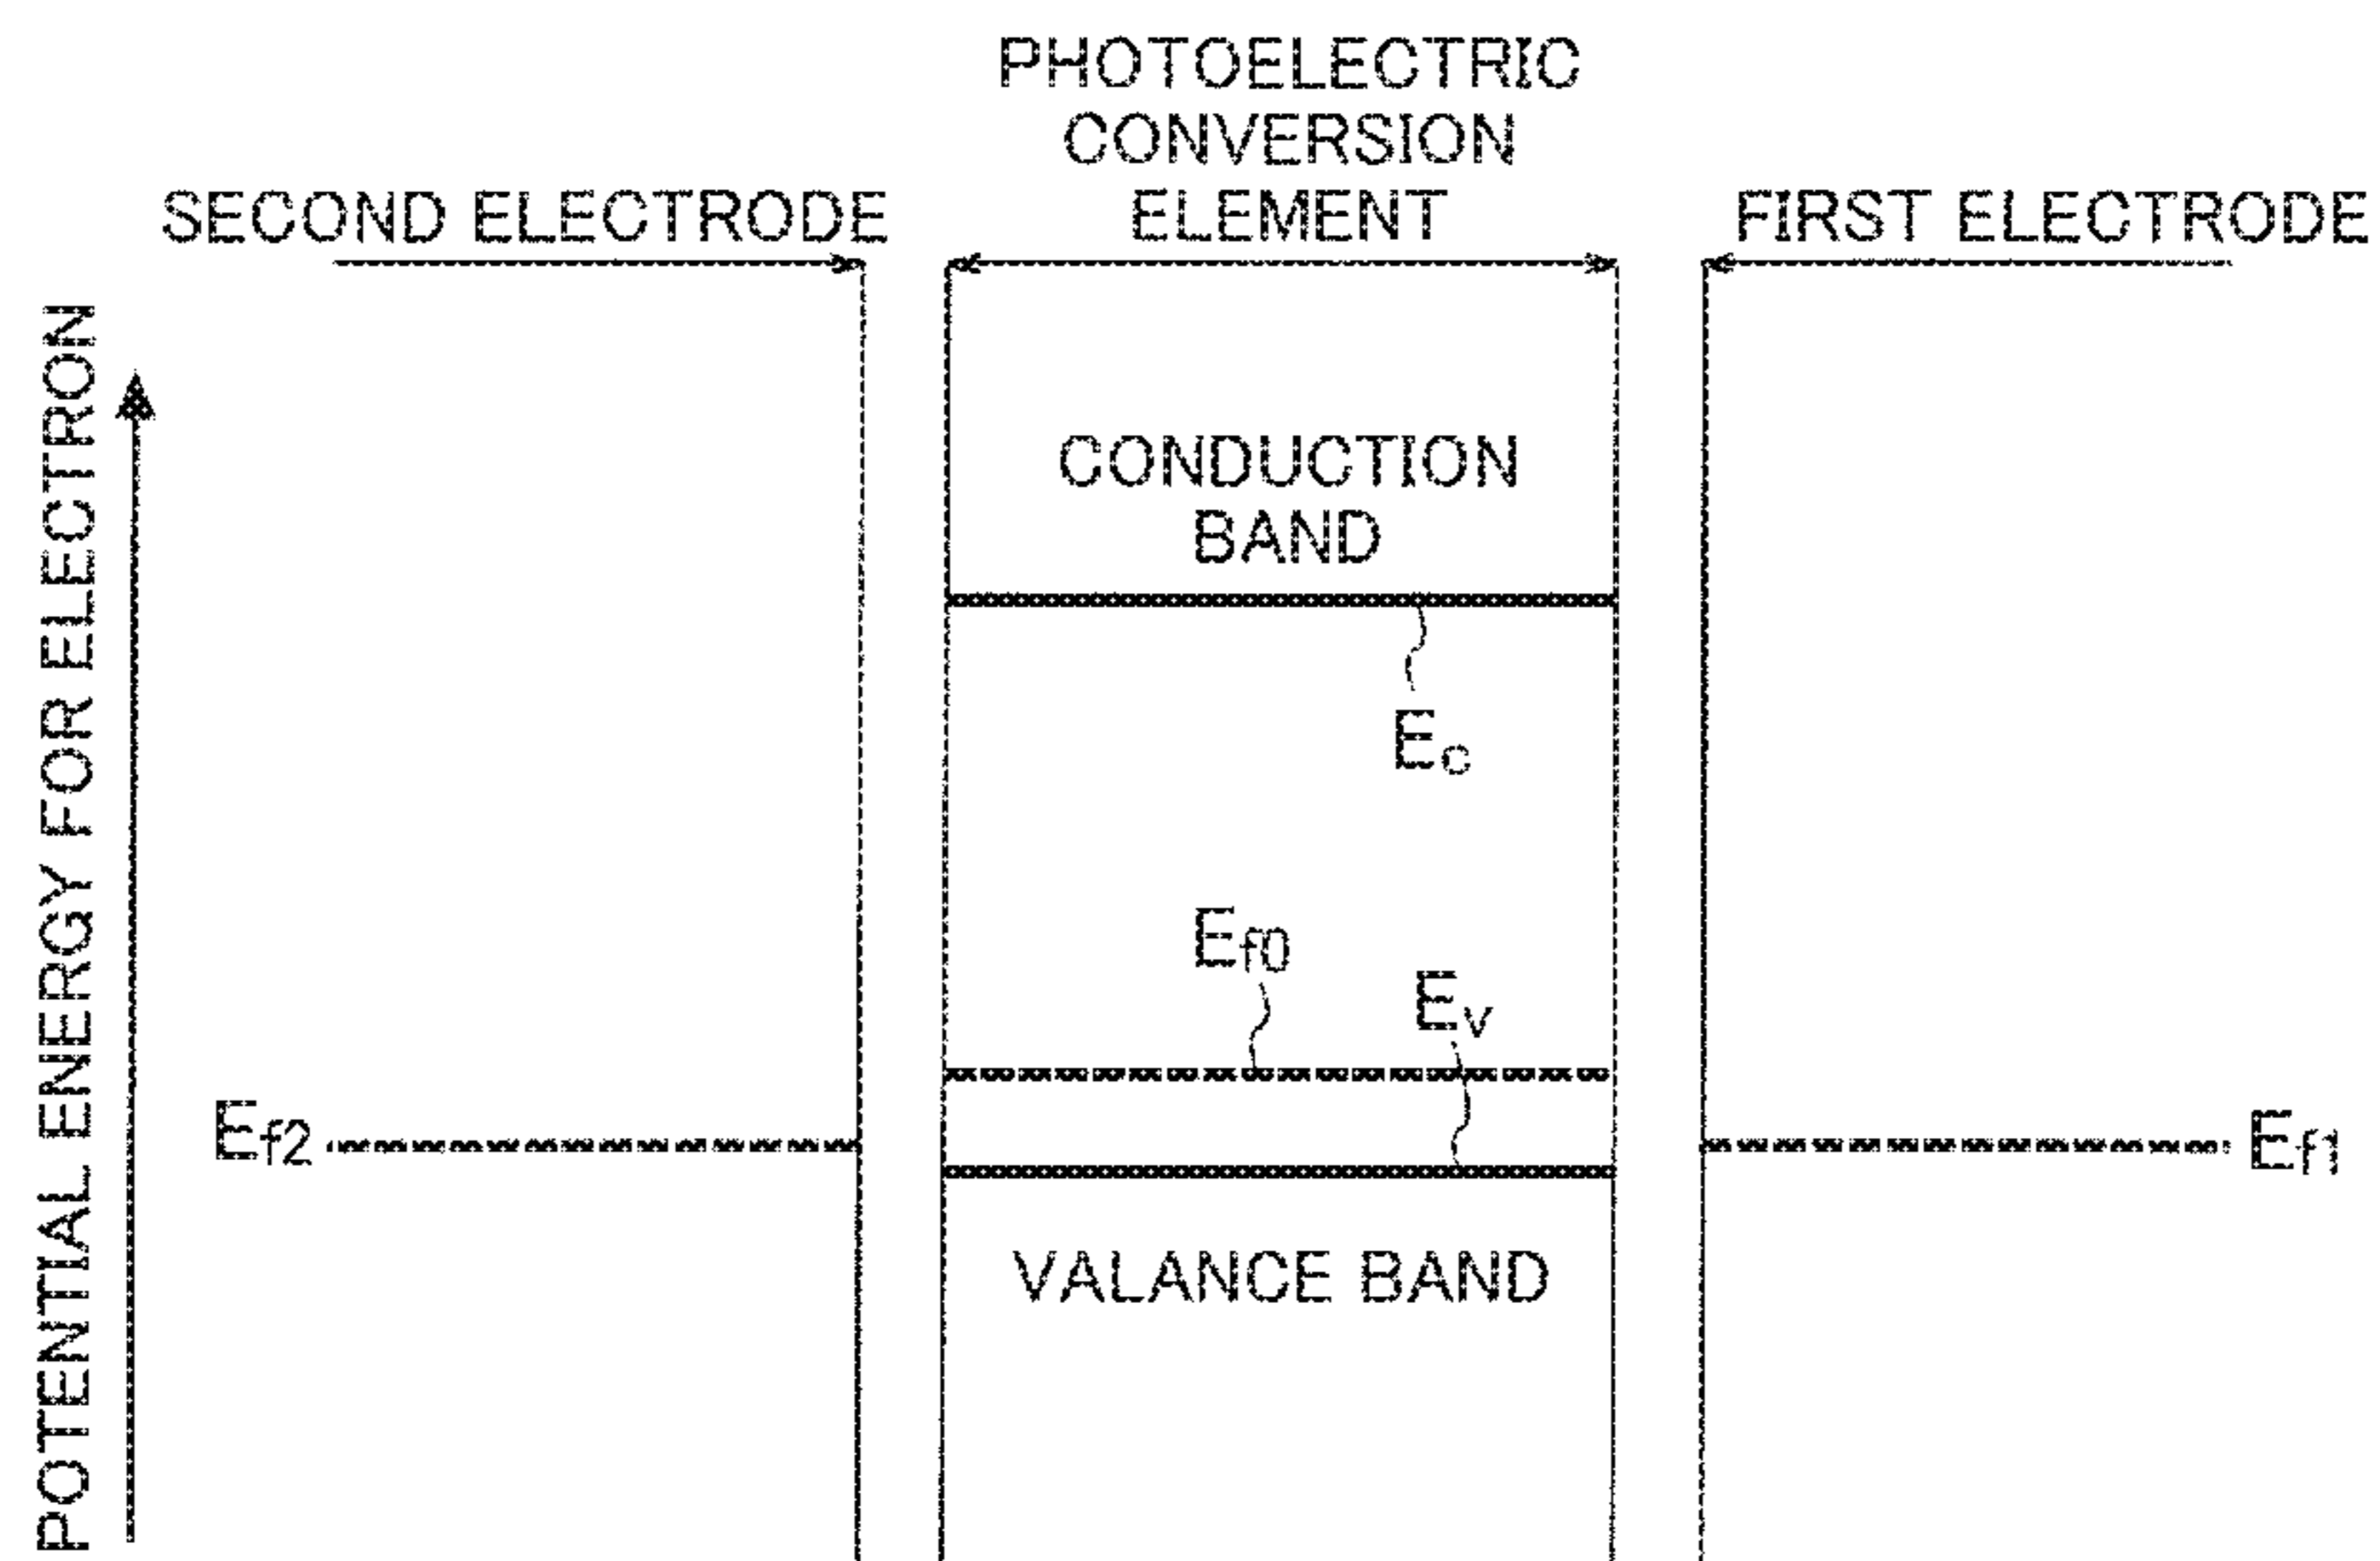 PHOTOELECTRIC
CONVERSION
ELEMENT
SECOND ELECTRODE
FIRST ELECTRODE
POTENTIAL ENERGY FOR ELECTRON
CONDUCTION
BAND
Ec
Ef0
Ev
Ef2
Ef1
VALANCE BAND